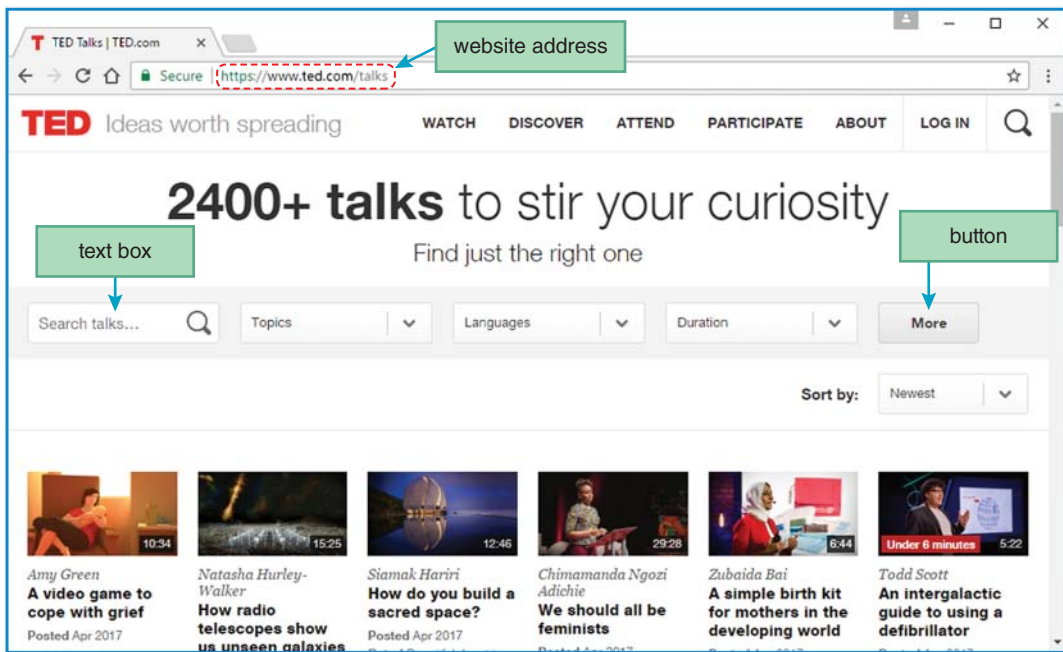 TED Talks | TED.com
website address
Secure
https://www.ted.com/talks
TED Ideas worth spreading
WATCH DISCOVER ATTEND PARTICIPATE ABOUT LOG IN
2400+ talks to stir your curiosity
text box
Find just the right one
button
Search talks...
Topics
Languages
Duration
More
Sort by: Newest
10:34
Amy Green
A video game to
cope with grief
Posted Apr 2017
15:25
Natasha Hurley-
Walker
How radio
telescopes show
us unseen galaxies
12:46
Siamak Hariri
How do you build a
sacred space?
Posted Apr 2017
29:28
Chimamanda Ngozi
Adichie
We should all be
feminists
Posted Apr 2017
6:44
Zubaida Bai
A simple birth kit
for mothers in the
developing world
Under 6 minutes 5:22
Todd Scott
An intergalactic
guide to using a
defibrillator